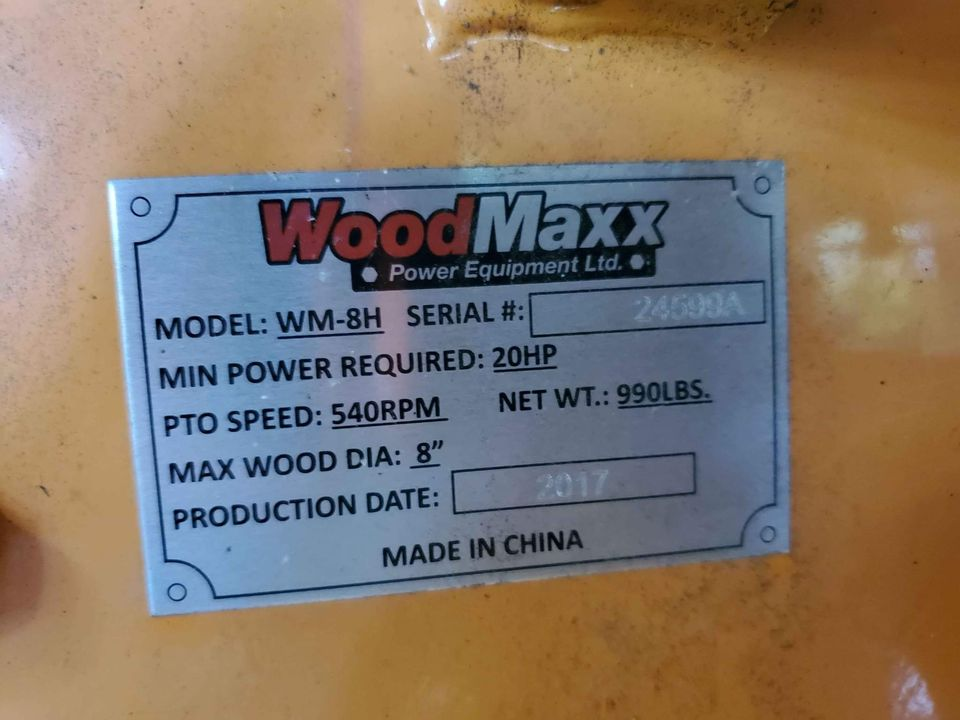 WoodMaxx
Power Equipment Ltd.
MODEL: WM-8H SERIAL #: 24599A
MIN POWER REQUIRED: 20HP
PTO SPEED: 540RPM NET WT.: 990LBS.
MAX WOOD DIA: 8”
PRODUCTION DATE: 2017
MADE IN CHINA